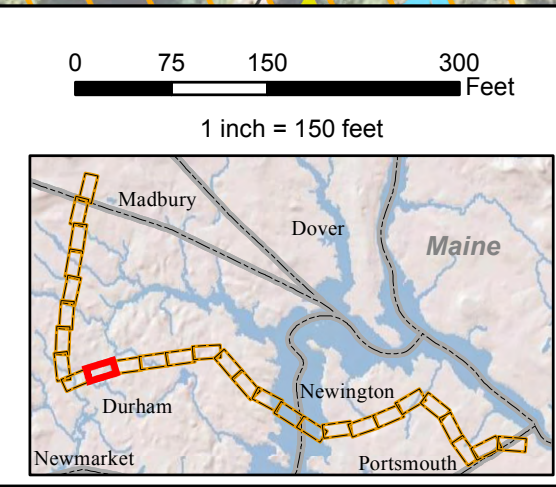 0 75 150 300
Feet
1 inch = 150 feet
Madbury
Dover
Maine
Newington
Durham
Newmarket
Portsmouth